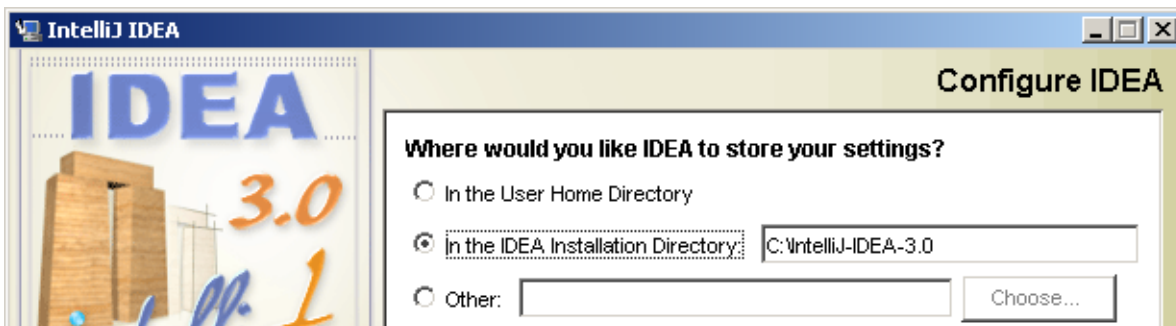 IntelliJ IDEA
Configure IDEA
IDEA
3.0
IntelliJ
Where would you like IDEA to store your settings?
In the User Home Directory
In the IDEA Installation Directory: C:\IntelliJ-IDEA-3.0
Other: Choose...